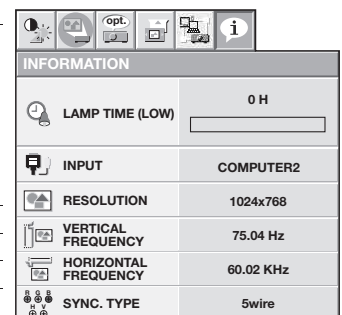 opt.
i
INFORMATION
LAMP TIME (LOW)
0 H
INPUT
COMPUTER2
RESOLUTION
1024x768
VERTICAL
FREQUENCY
75.04 Hz
HORIZONTAL
FREQUENCY
60.02 KHz
R G B
H V
SYNC. TYPE
5wire